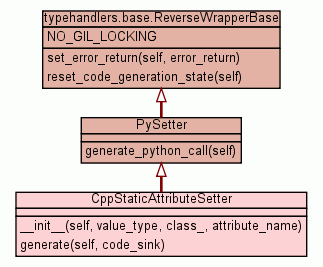 typehandlers.base.ReverseWrapperBase
NO_GIL_LOCKING
set_error_return(self, error_return)
reset_code_generation_state(self)
PySetter
generate_python_call(self)
CppStaticAttributeSetter
__init__(self, value_type, class_, attribute_name)
generate(self, code_sink)